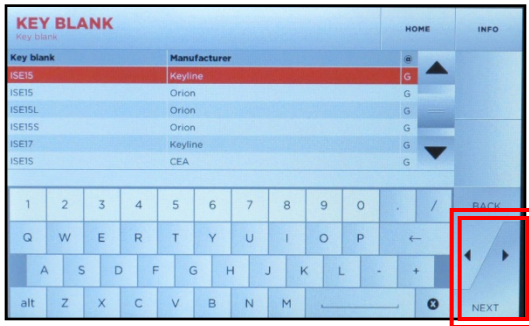 KEY BLANK
Key blank
HOME
INFO
Key blank Manufacturer
ISE15 Keyline G
ISE15 Orion G
ISE15L Orion G
ISE15S Orion G
ISE17 Keyline G
ISE1S CEA G
1 2 3 4 5 6 7 8 9 0 . /
BACK
Q W E R T Y U I O P ←
A S D F G H J K L - +
alt Z X C V B N M
NEXT